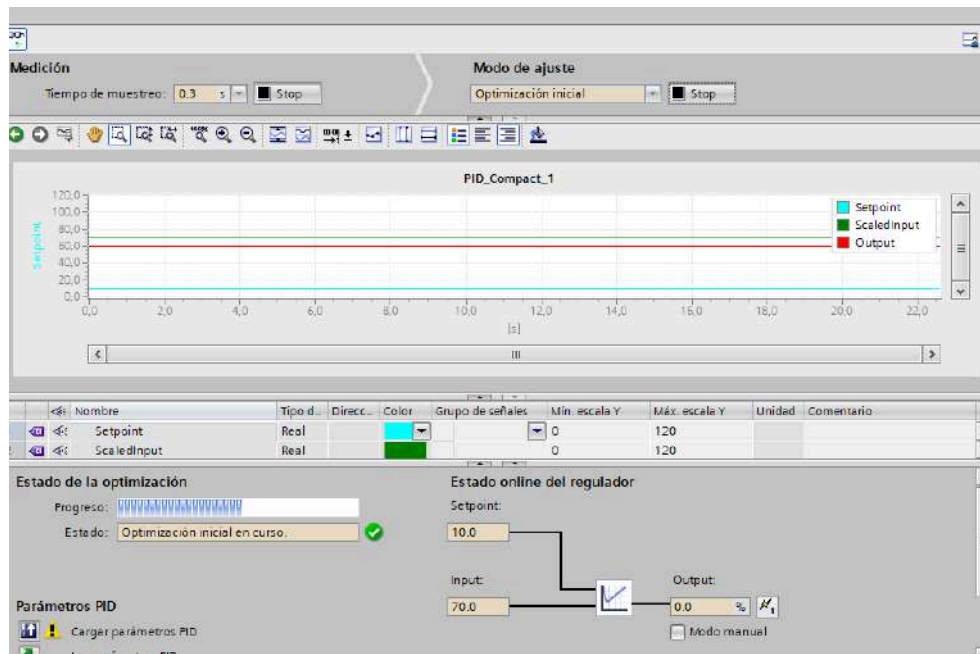 Medición
Tiempo de muestreo: 0.3 s Stop
Modo de ajuste
Optimización inicial Stop
PID_Compact_1
Setpoint
120,0
100,0
80,0
60,0
40,0
20,0
0,0
0,0 2,0 4,0 6,0 8,0 10,0 12,0 14,0 16,0 18,0 20,0 22,0
[s]
Setpoint
ScaledInput
Output
Nombre Tipo d... Direcc... Color Grupo de señales Mín. escala Y Máx. escala Y Unidad Comentario
Setpoint Real 0 120
ScaledInput Real 0 120
Estado de la optimización
Progreso:
Estado: Optimización inicial en curso.
Estado online del regulador
Setpoint:
10.0
Input:
70.0
Output:
0.0 %
Modo manual
Parámetros PID
Cargar parámetros PID